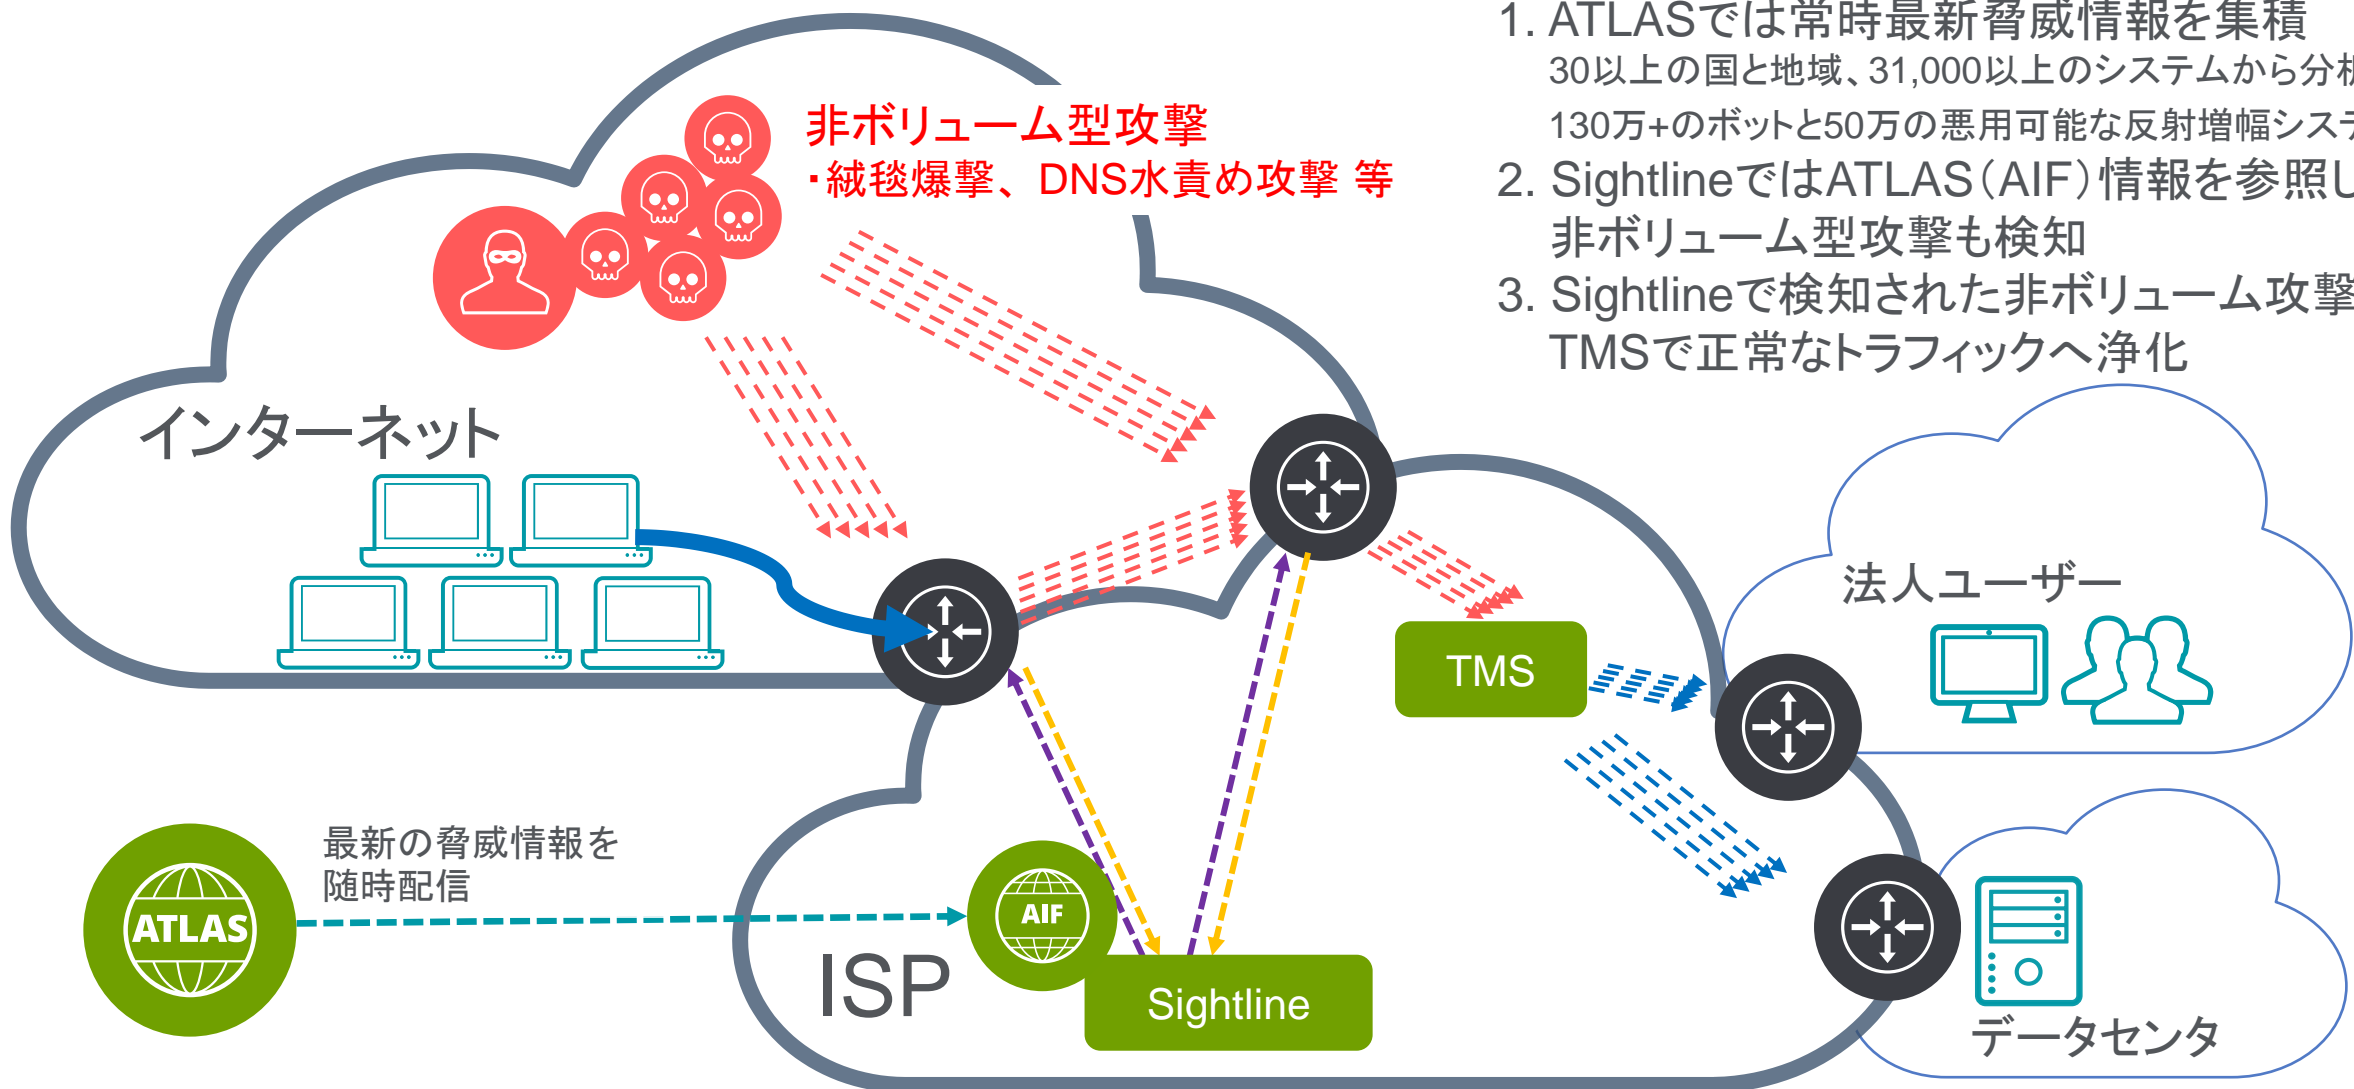 1. ATLASでは常時最新脅威情報を集積
30以上の国と地域、31,000以上のシステムから分析
130万+のボットと50万の悪用可能な反射増幅システ
2. SightlineではATLAS（AIF）情報を参照し
非ボリューム型攻撃も検知
3. Sightlineで検知された非ボリューム攻撃
TMSで正常なトラフィックへ浄化
非ボリューム型攻撃
・絨毯爆撃、DNS水責め攻撃 等
インターネット
法人ユーザー
TMS
最新の脅威情報を
随時配信
ATLAS
AIF
ISP
Sightline
データセンタ